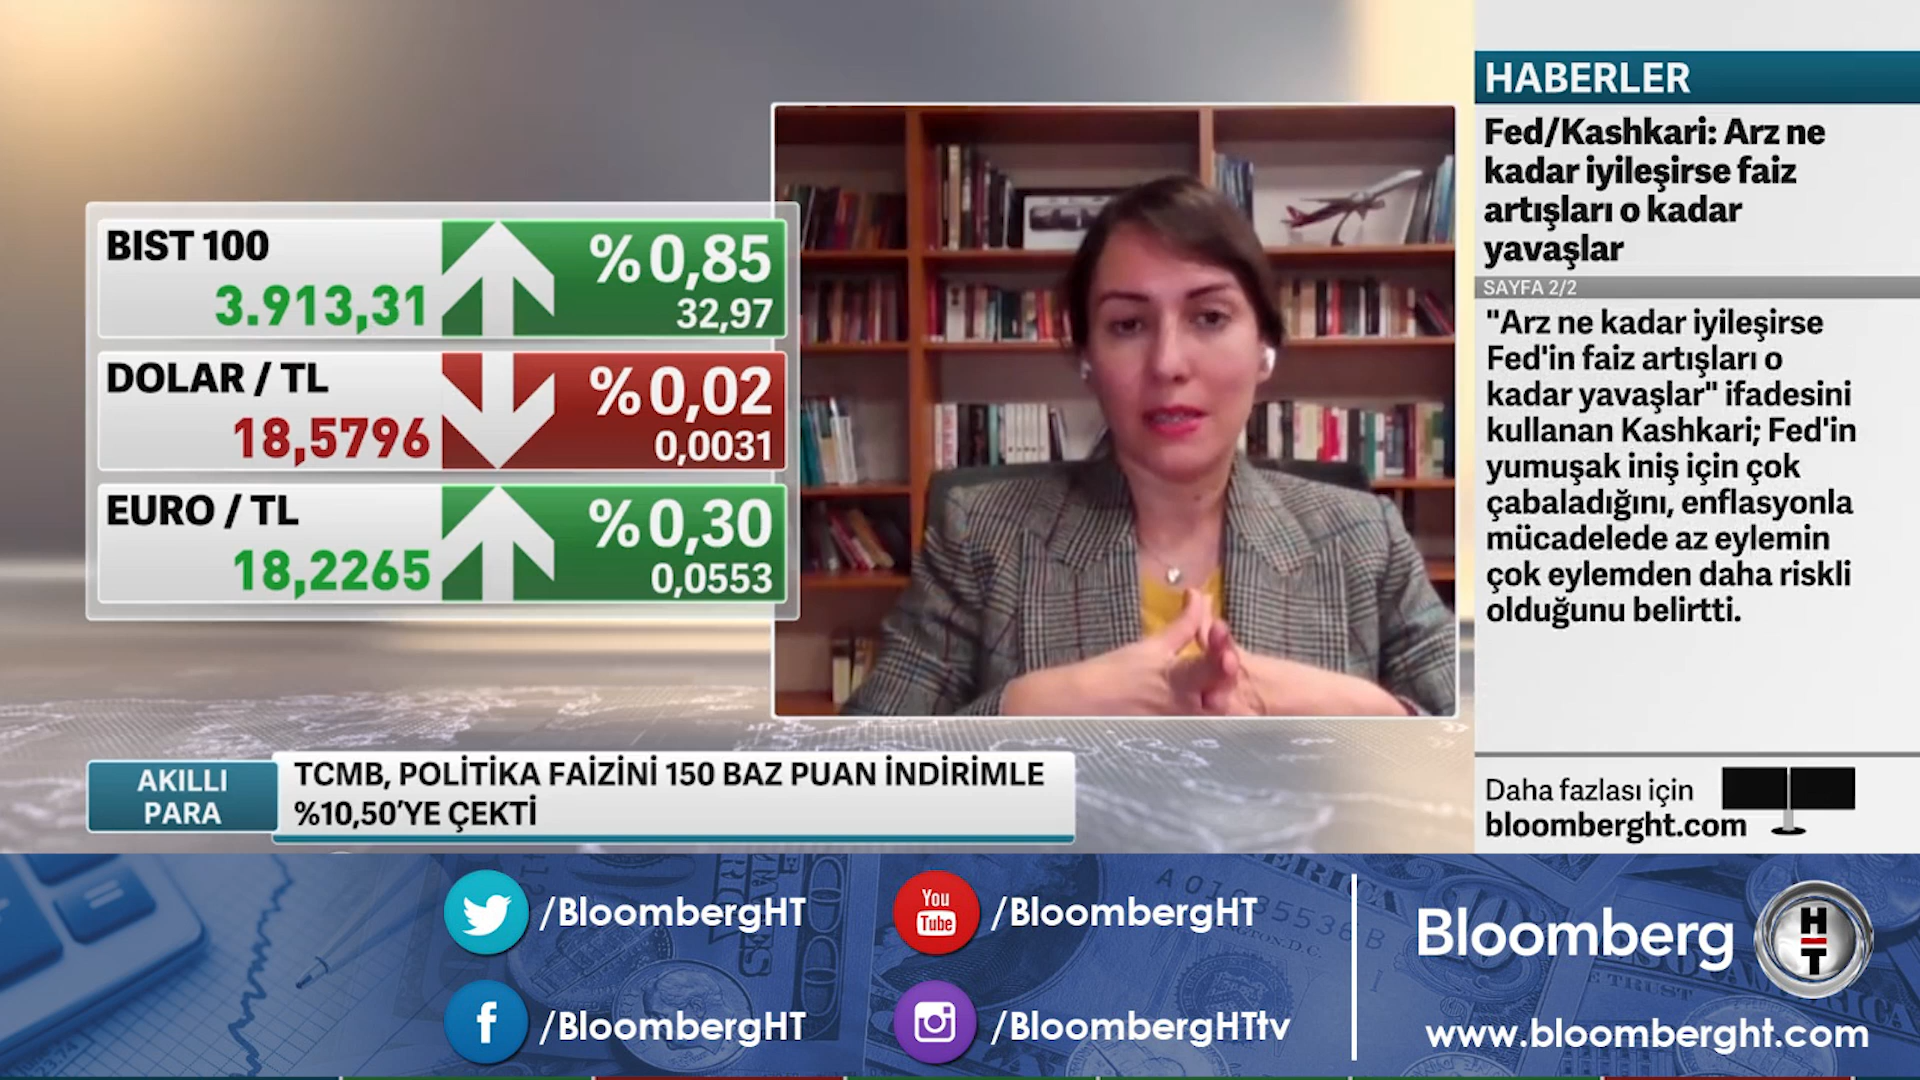 BIST 100
3.913,31
%0,85
32,97
DOLAR / TL
18,5796
%0,02
0,0031
EURO / TL
18,2265
%0,30
0,0553
HABERLER
Fed/Kashkari: Arz ne
kadar iyileşirse faiz
artışları o kadar
yavaşlar
SAYFA 2/2
"Arz ne kadar iyileşirse
Fed'in faiz artışları o
kadar yavaşlar" ifadesini
kullanan Kashkari; Fed'in
yumuşak iniş için çok
çabaladığını, enflasyonla
mücadelede az eylemin
çok eylemden daha riskli
olduğunu belirtti.
Daha fazlası için
bloomberght.com
AKILLI
PARA
TCMB, POLİTİKA FAİZİNİ 150 BAZ PUAN İNDİRİMLE
%10,50'YE ÇEKTİ
/BloombergHT
You
Tube
/BloombergHT
/BloombergHT
/BloombergHTtv
Bloomberg
HT
www.bloomberght.com